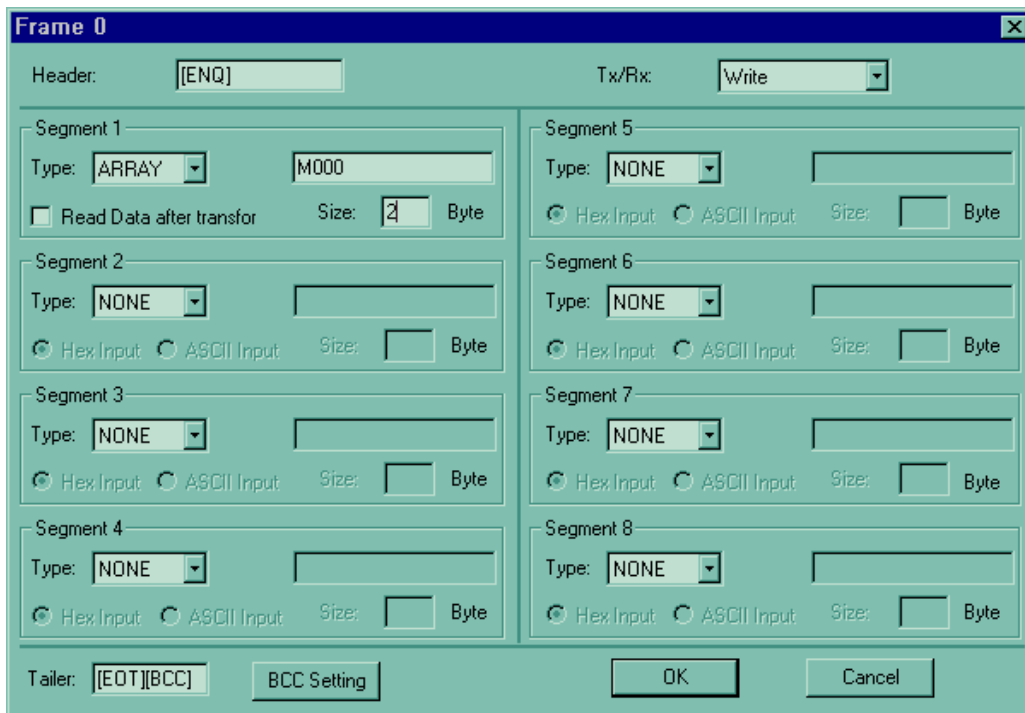 Frame 0
Header: [ENQ] Tx/Rx: Write
Segment 1
Type: ARRAY M000
Read Data after transfor Size: 2 Byte
Segment 2
Type: NONE
Hex Input ASCII Input Size: Byte
Segment 3
Type: NONE
Hex Input ASCII Input Size: Byte
Segment 4
Type: NONE
Hex Input ASCII Input Size: Byte
Segment 5
Type: NONE
Hex Input ASCII Input Size: Byte
Segment 6
Type: NONE
Hex Input ASCII Input Size: Byte
Segment 7
Type: NONE
Hex Input ASCII Input Size: Byte
Segment 8
Type: NONE
Hex Input ASCII Input Size: Byte
Tailer: [EOT][BCC] BCC Setting OK Cancel